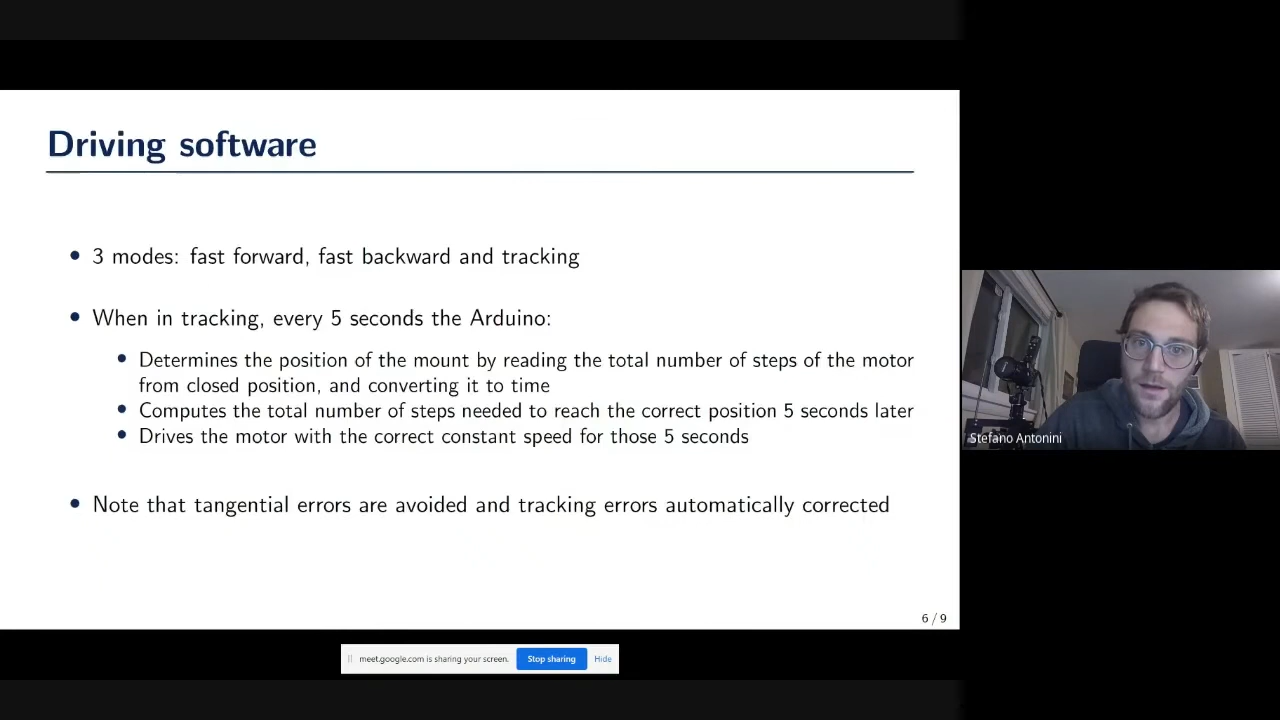 Driving software
3 modes: fast forward, fast backward and tracking
When in tracking, every 5 seconds the Arduino:
Determines the position of the mount by reading the total number of steps of the motor
from closed position, and converting it to time
Computes the total number of steps needed to reach the correct position 5 seconds later
Drives the motor with the correct constant speed for those 5 seconds
Note that tangential errors are avoided and tracking errors automatically corrected
6 / 9
Stefano Antonini
meet.google.com is sharing your screen. Stop sharing Hide